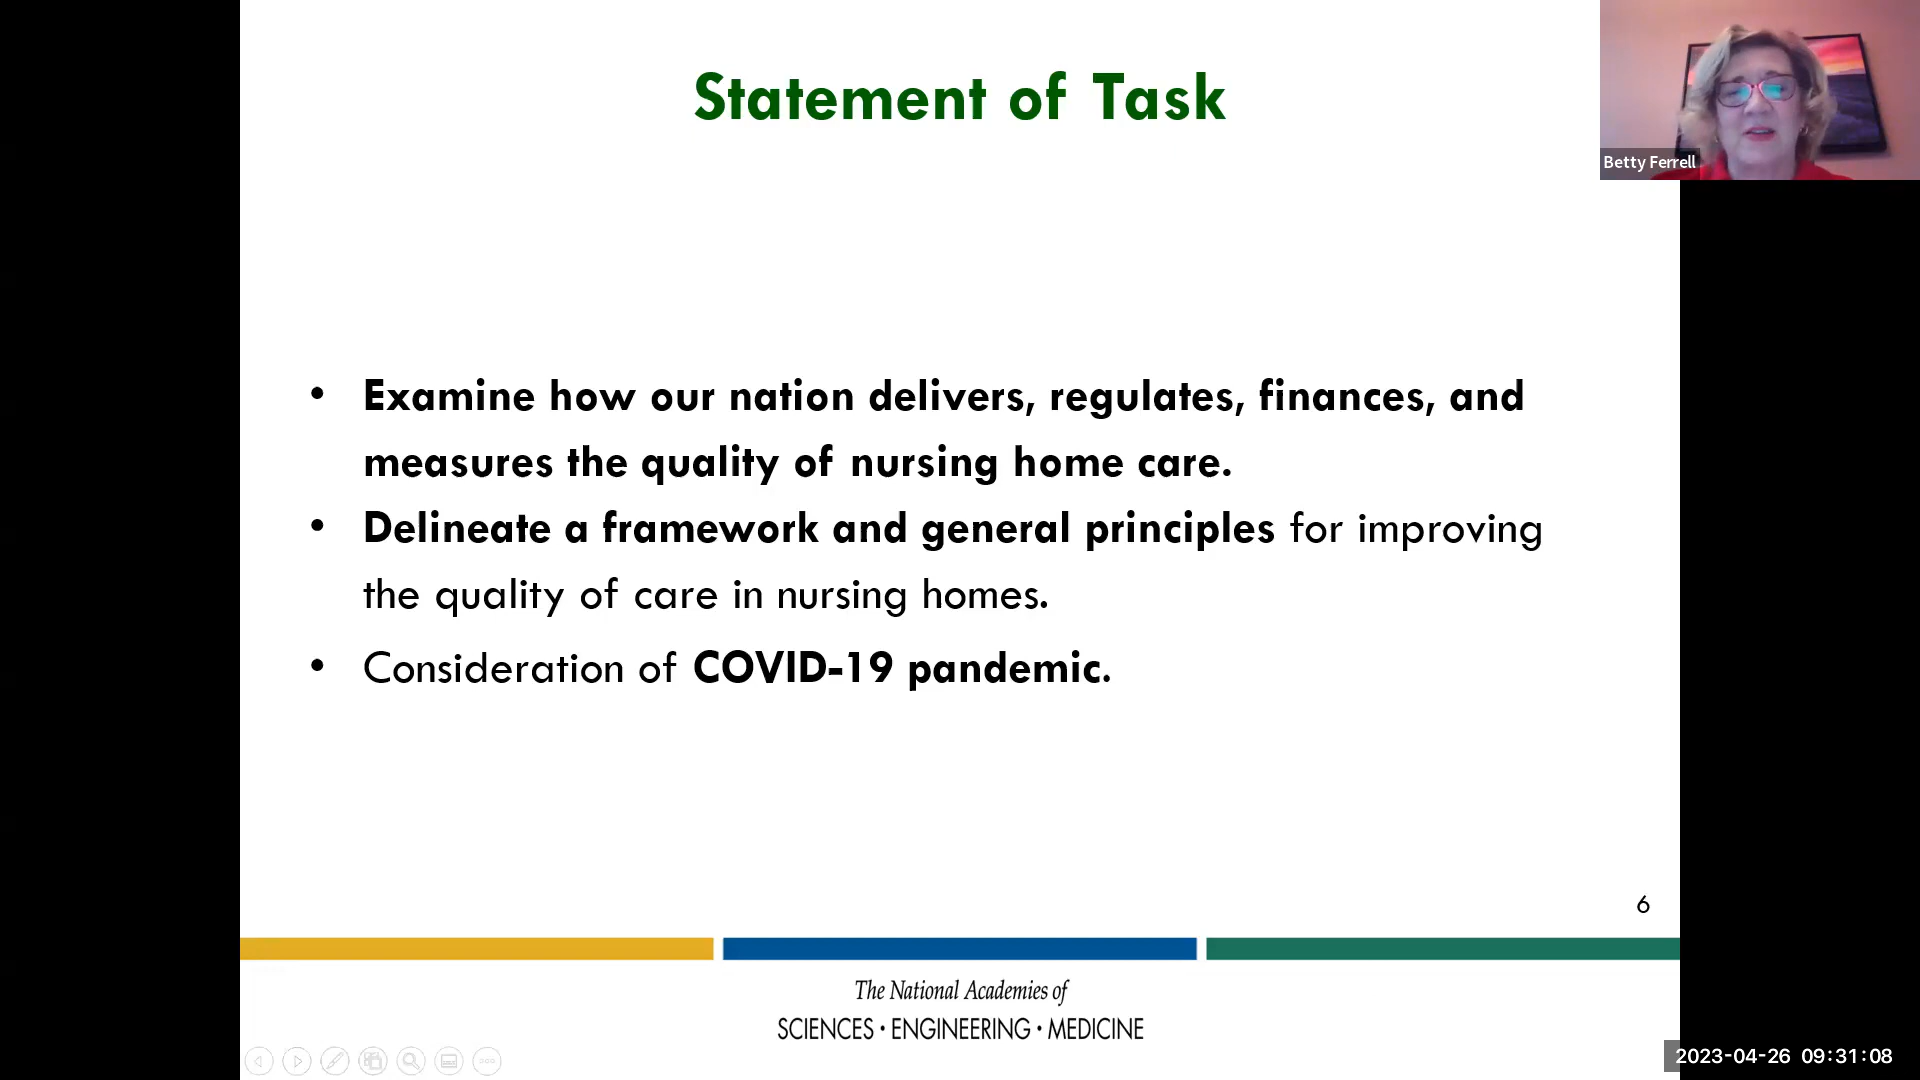 Statement of Task
Betty Ferrell
• Examine how our nation delivers, regulates, finances, and
measures the quality of nursing home care.
• Delineate a framework and general principles for improving
the quality of care in nursing homes.
• Consideration of COVID-19 pandemic.
6
The National Academies of
SCIENCES • ENGINEERING • MEDICINE
2023-04-26 09:31:08